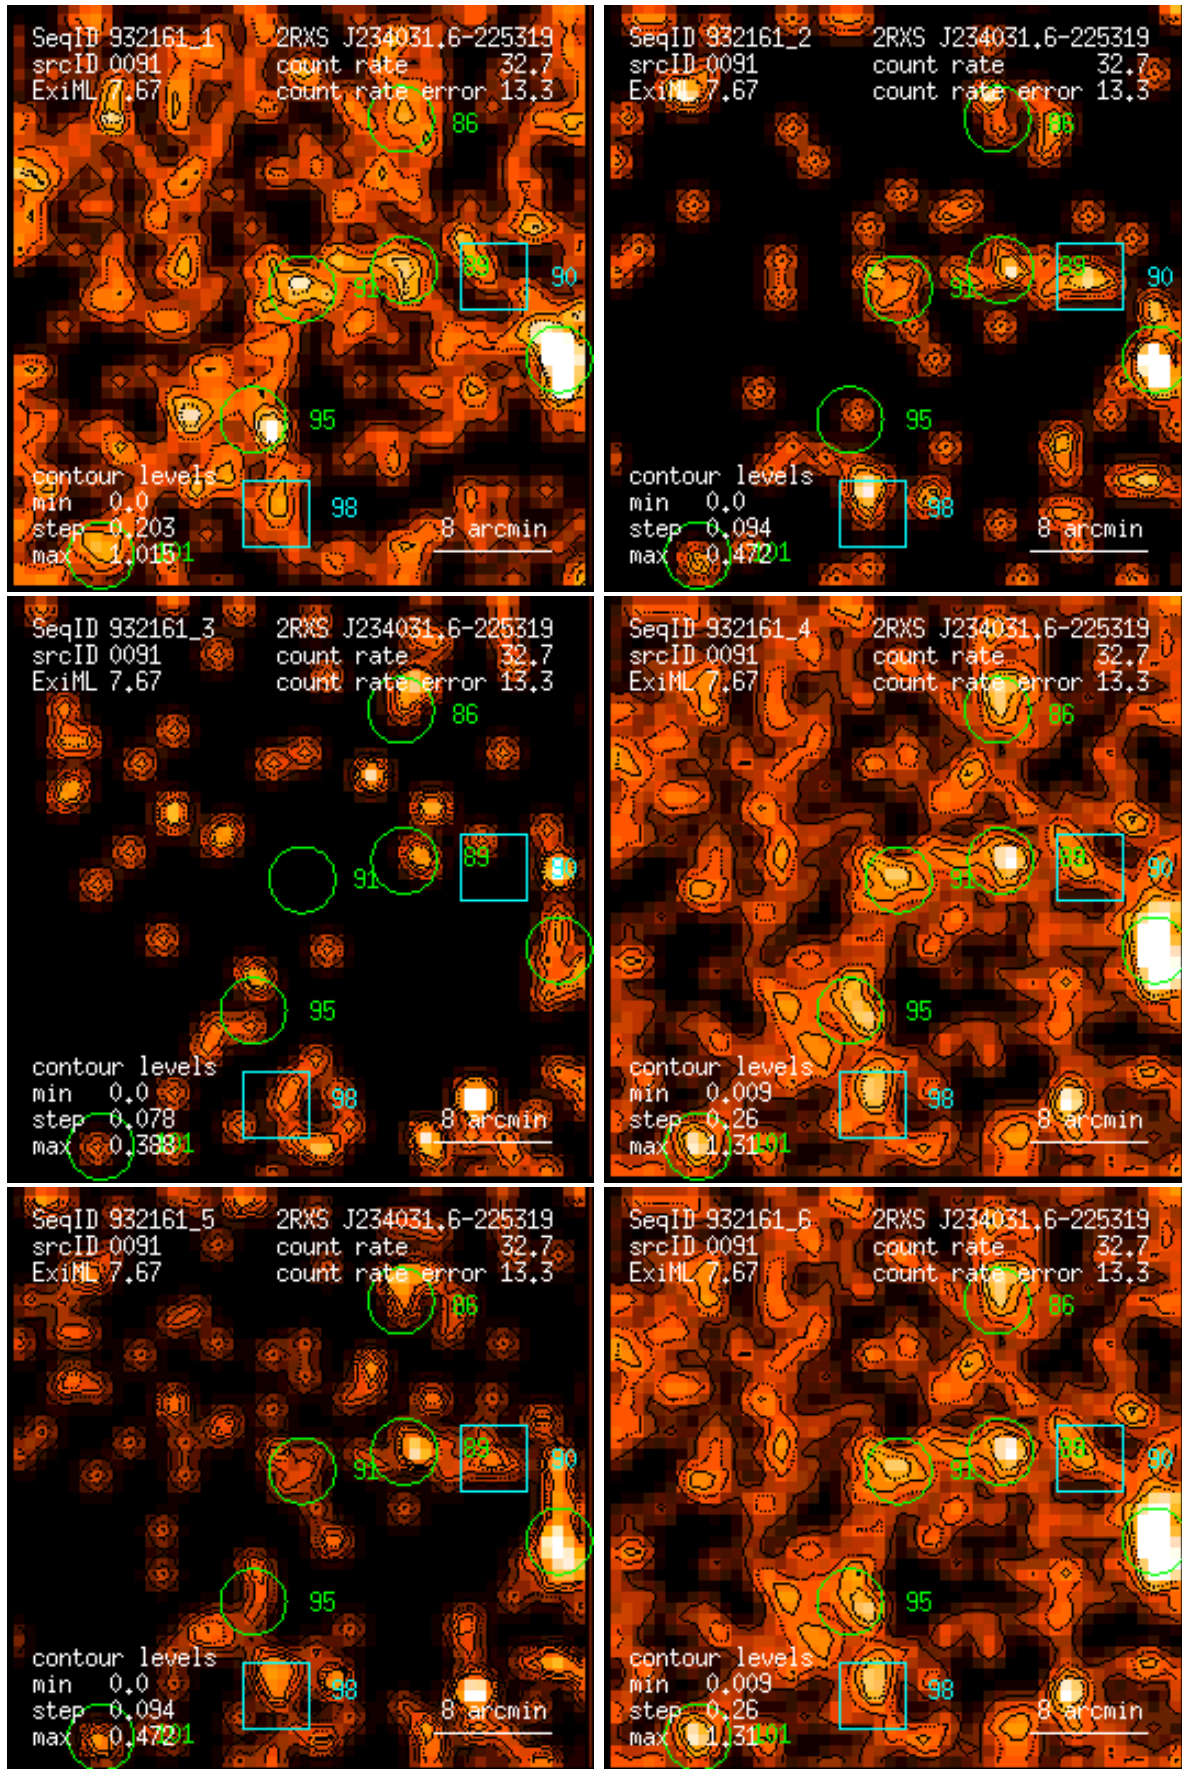 SeqID 932161_1 2RXS J234031.6-225319
srcID 0091 count rate 32.7
ExiML 7.67 count rate error 13.3
86
89
90
91
95
contour levels
min 0.0
98
step 0.203 8 arcmin
max 1.015 101
SeqID 932161_2 2RXS J234031.6-225319
srcID 0091 count rate 32.7
ExiML 7.67 count rate error 13.3
86
89
90
91
95
contour levels
min 0.0
98
step 0.094 8 arcmin
max 0.472 101
SeqID 932161_3 2RXS J234031.6-225319
srcID 0091 count rate 32.7
ExiML 7.67 count rate error 13.3
86
89
90
91
95
contour levels
min 0.0
98
step 0.078 8 arcmin
max 0.388 101
SeqID 932161_4 2RXS J234031.6-225319
srcID 0091 count rate 32.7
ExiML 7.67 count rate error 13.3
86
89
90
91
95
contour levels
min 0.009
98
step 0.26 8 arcmin
max 1.31 101
SeqID 932161_5 2RXS J234031.6-225319
srcID 0091 count rate 32.7
ExiML 7.67 count rate error 13.3
86
89
90
91
95
contour levels
min 0.0
98
step 0.094 8 arcmin
max 0.472 101
SeqID 932161_6 2RXS J234031.6-225319
srcID 0091 count rate 32.7
ExiML 7.67 count rate error 13.3
86
89
90
91
95
contour levels
min 0.009
98
step 0.26 8 arcmin
max 1.31 101